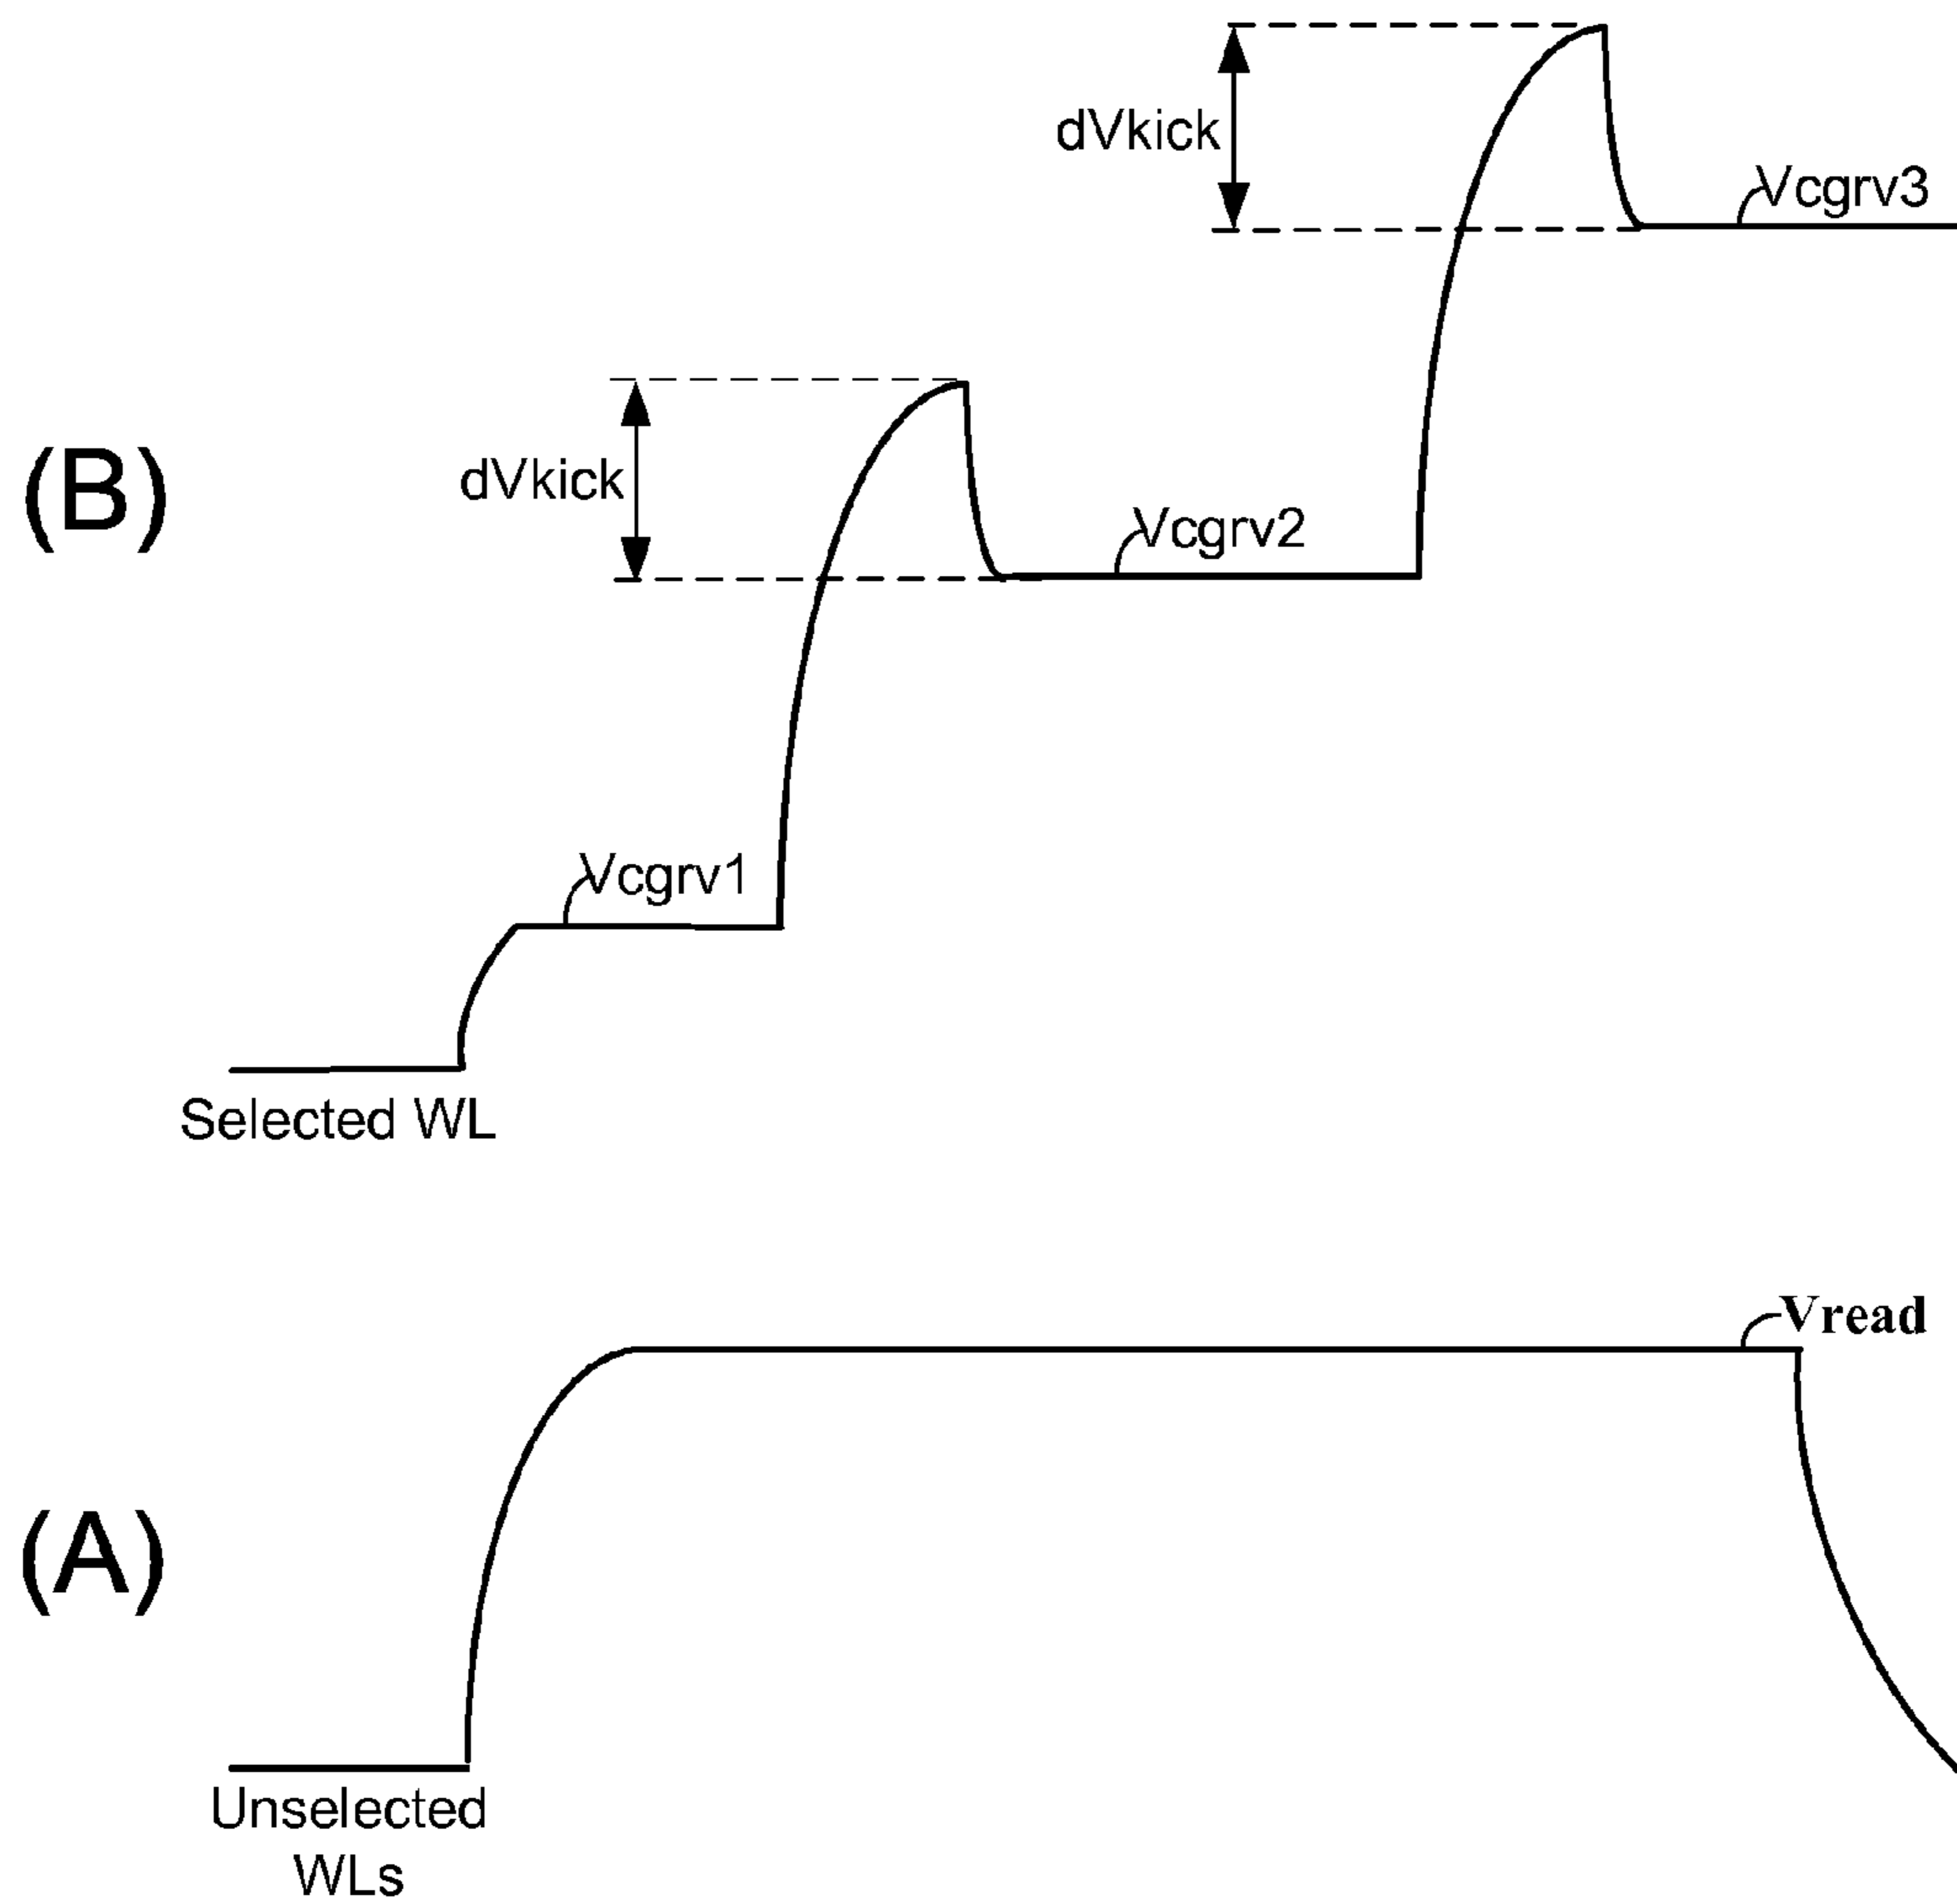 dVkick
Vcgrv3
(B)
dVkick
Vcgrv2
Vcgrv1
Selected WL
Vread
(A)
Unselected
WLs